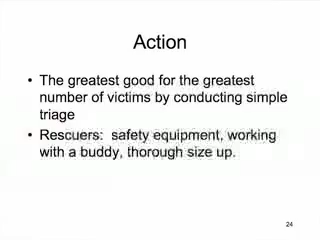 Action
• The greatest good for the greatest
number of victims by conducting simple
triage
• Rescuers: safety equipment, working
with a buddy, thorough size up.
24